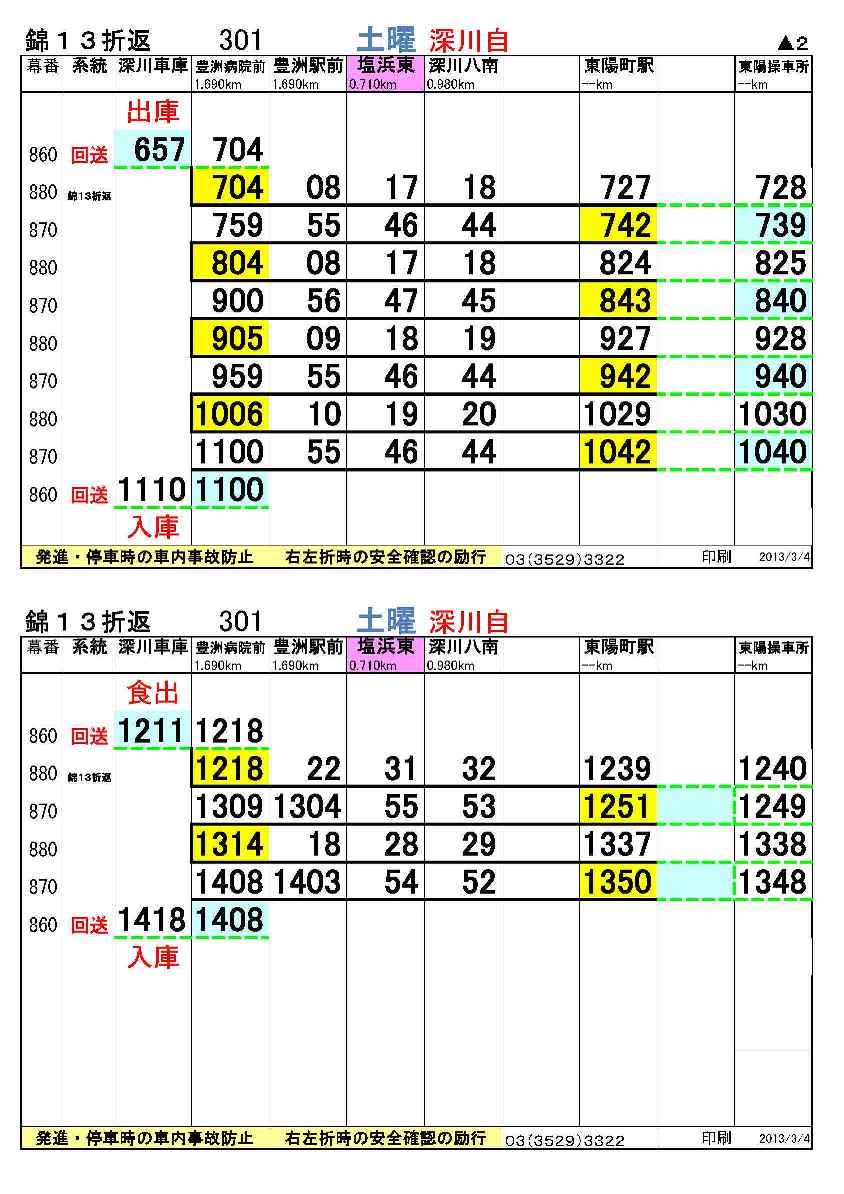 錦１３折返 301 土曜 深川自 ▲2
幕番 系統 深川車庫 豊洲病院前 豊洲駅前 塩浜東 深川八南 東陽町駅 東陽操車所
1.690km 1.690km 0.710km 0.980km --km --km
出庫
860 回送 657 704
880 錦13折返 704 08 17 18 727 728
870 759 55 46 44 742 739
880 804 08 17 18 824 825
870 900 56 47 45 843 840
880 905 09 18 19 927 928
870 959 55 46 44 942 940
880 1006 10 19 20 1029 1030
870 1100 55 46 44 1042 1040
860 回送 1110 1100
入庫
発進・停車時の車内事故防止 右左折時の安全確認の励行 03(3529)3322 印刷 2013/3/4
錦１３折返 301 土曜 深川自
幕番 系統 深川車庫 豊洲病院前 豊洲駅前 塩浜東 深川八南 東陽町駅 東陽操車所
1.690km 1.690km 0.710km 0.980km --km --km
食出
860 回送 1211 1218
880 錦13折返 1218 22 31 32 1239 1240
870 1309 1304 55 53 1251 1249
880 1314 18 28 29 1337 1338
870 1408 1403 54 52 1350 1348
860 回送 1418 1408
入庫
発進・停車時の車内事故防止 右左折時の安全確認の励行 03(3529)3322 印刷 2013/3/4